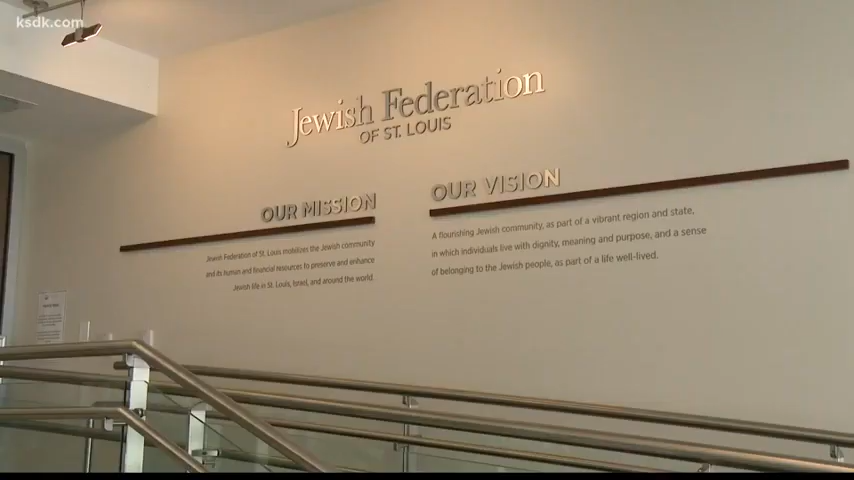 ksdk.com
Jewish Federation
OF ST. LOUIS
OUR MISSION
Jewish Federation of St. Louis mobilizes the Jewish community
and its human and financial resources to preserve and enhance
Jewish life in St. Louis, Israel, and around the world.
OUR VISION
A flourishing Jewish community, as part of a vibrant region and state,
in which individuals live with dignity, meaning and purpose, and a sense
of belonging to the Jewish people, as part of a life well-lived.